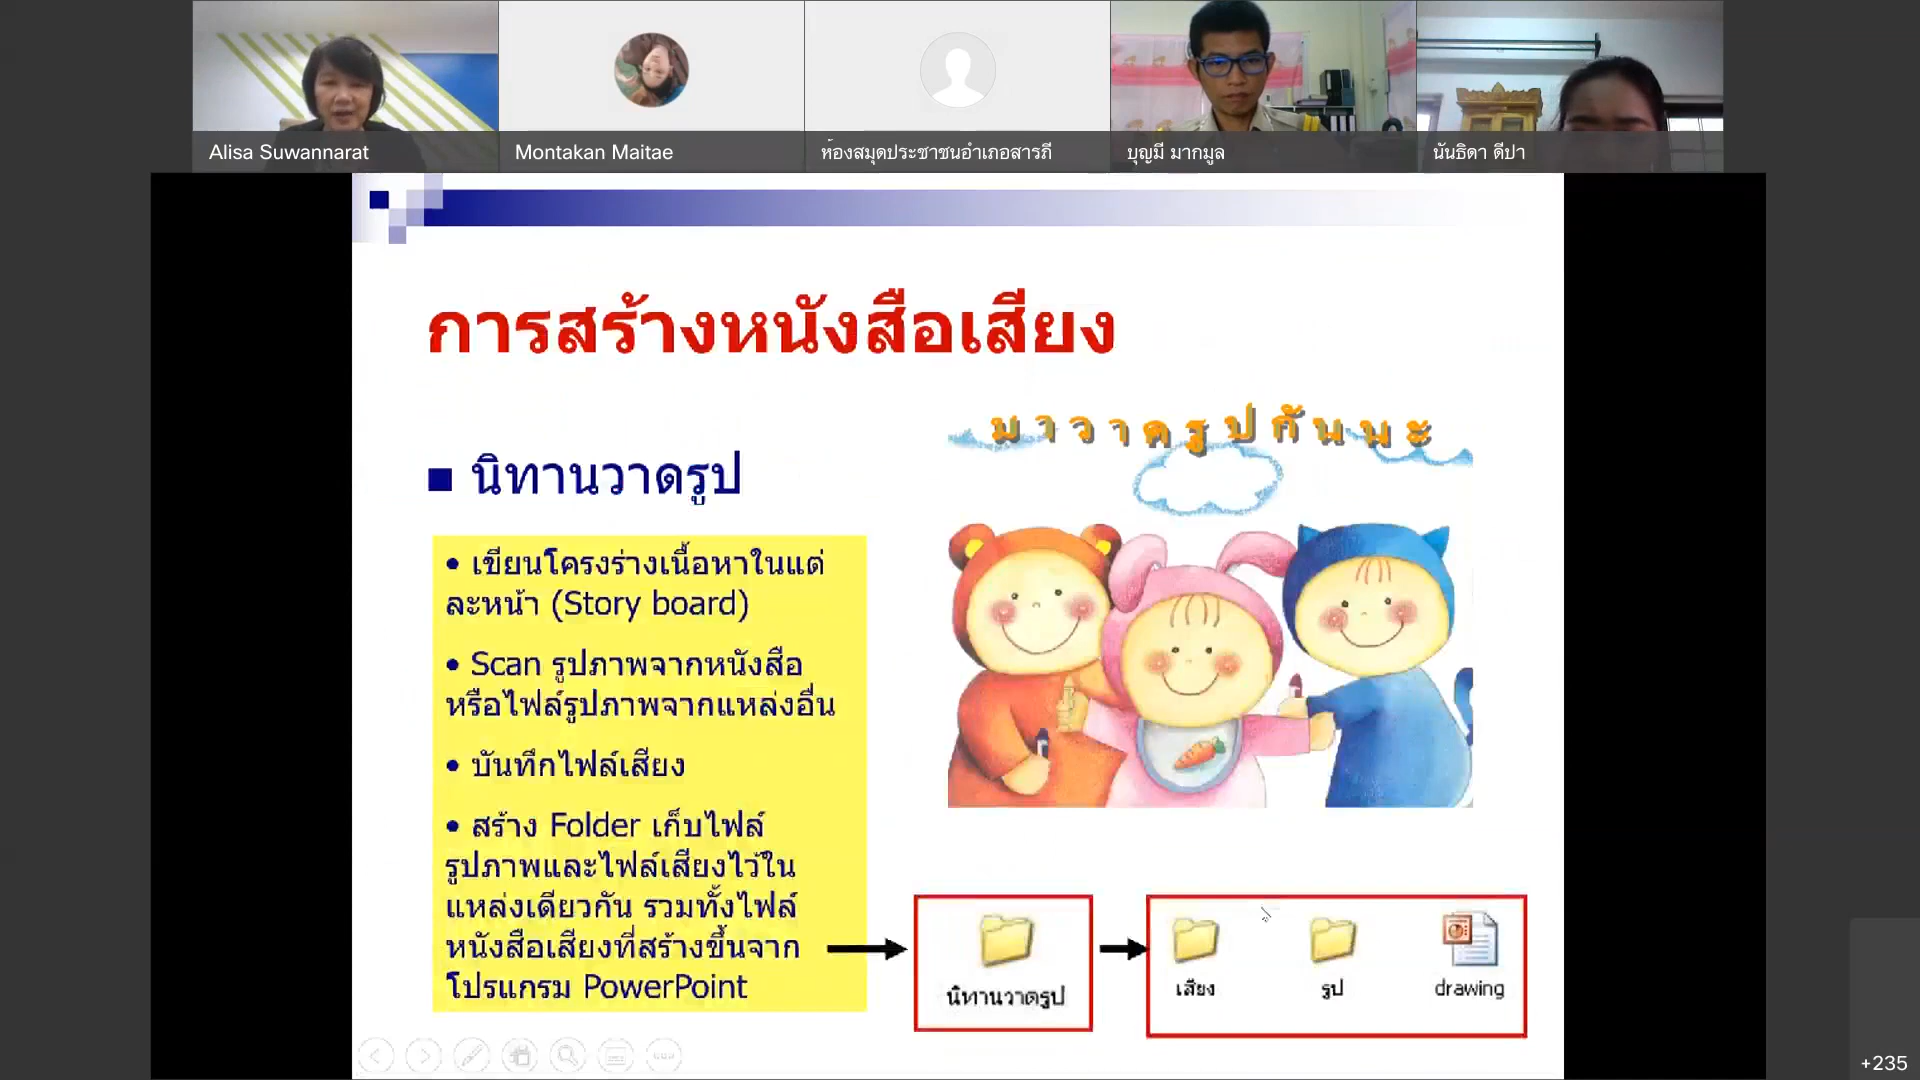 Alisa Suwannarat
Montakan Maitae
ห้องสมุดประชาชนอำเภอสารภี
บุญมี มากมูล
นันธิดา ดีปา
การสร้างหนังสือเสียง
มาวาดรูปกันนะ
นิทานวาดรูป
• เขียนโครงร่างเนื้อหาในแต่
ละหน้า (Story board)
• Scan รูปภาพจากหนังสือ
หรือไฟล์รูปภาพจากแหล่งอื่น
• บันทึกไฟล์เสียง
• สร้าง Folder เก็บไฟล์
รูปภาพและไฟล์เสียงไว้ใน
แหล่งเดียวกัน รวมทั้งไฟล์
หนังสือเสียงที่สร้างขึ้นจาก
โปรแกรม PowerPoint
นิทานวาดรูป
เสียง
รูป
drawing
+235